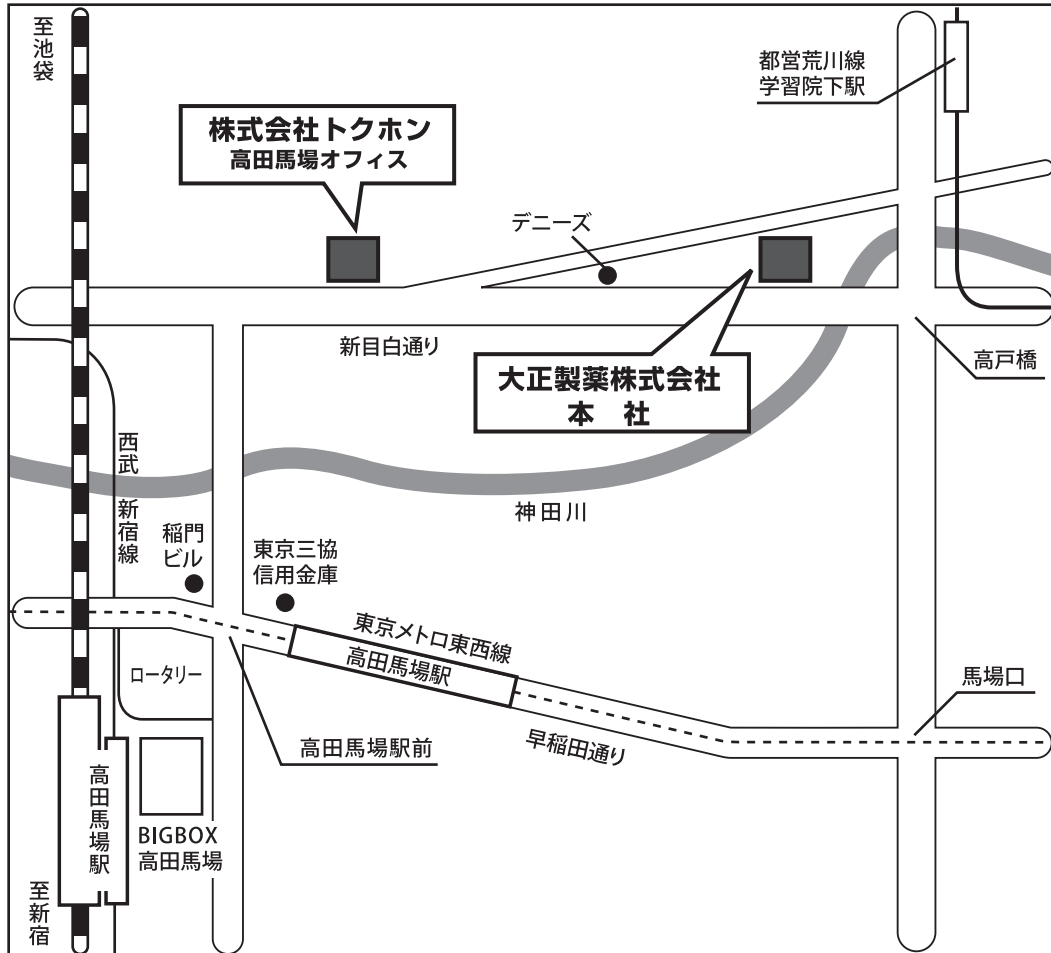 至池袋
都営荒川線
学習院下駅
株式会社トクホン
高田馬場オフィス
デニーズ
新目白通り
高戸橋
大正製薬株式会社
本　社
西武新宿線
神田川
稲門
ビル
東京三協
信用金庫
東京メトロ東西線
高田馬場駅
ロータリー
馬場口
高田馬場駅前
早稲田通り
高田馬場駅
BIGBOX
高田馬場
至新宿